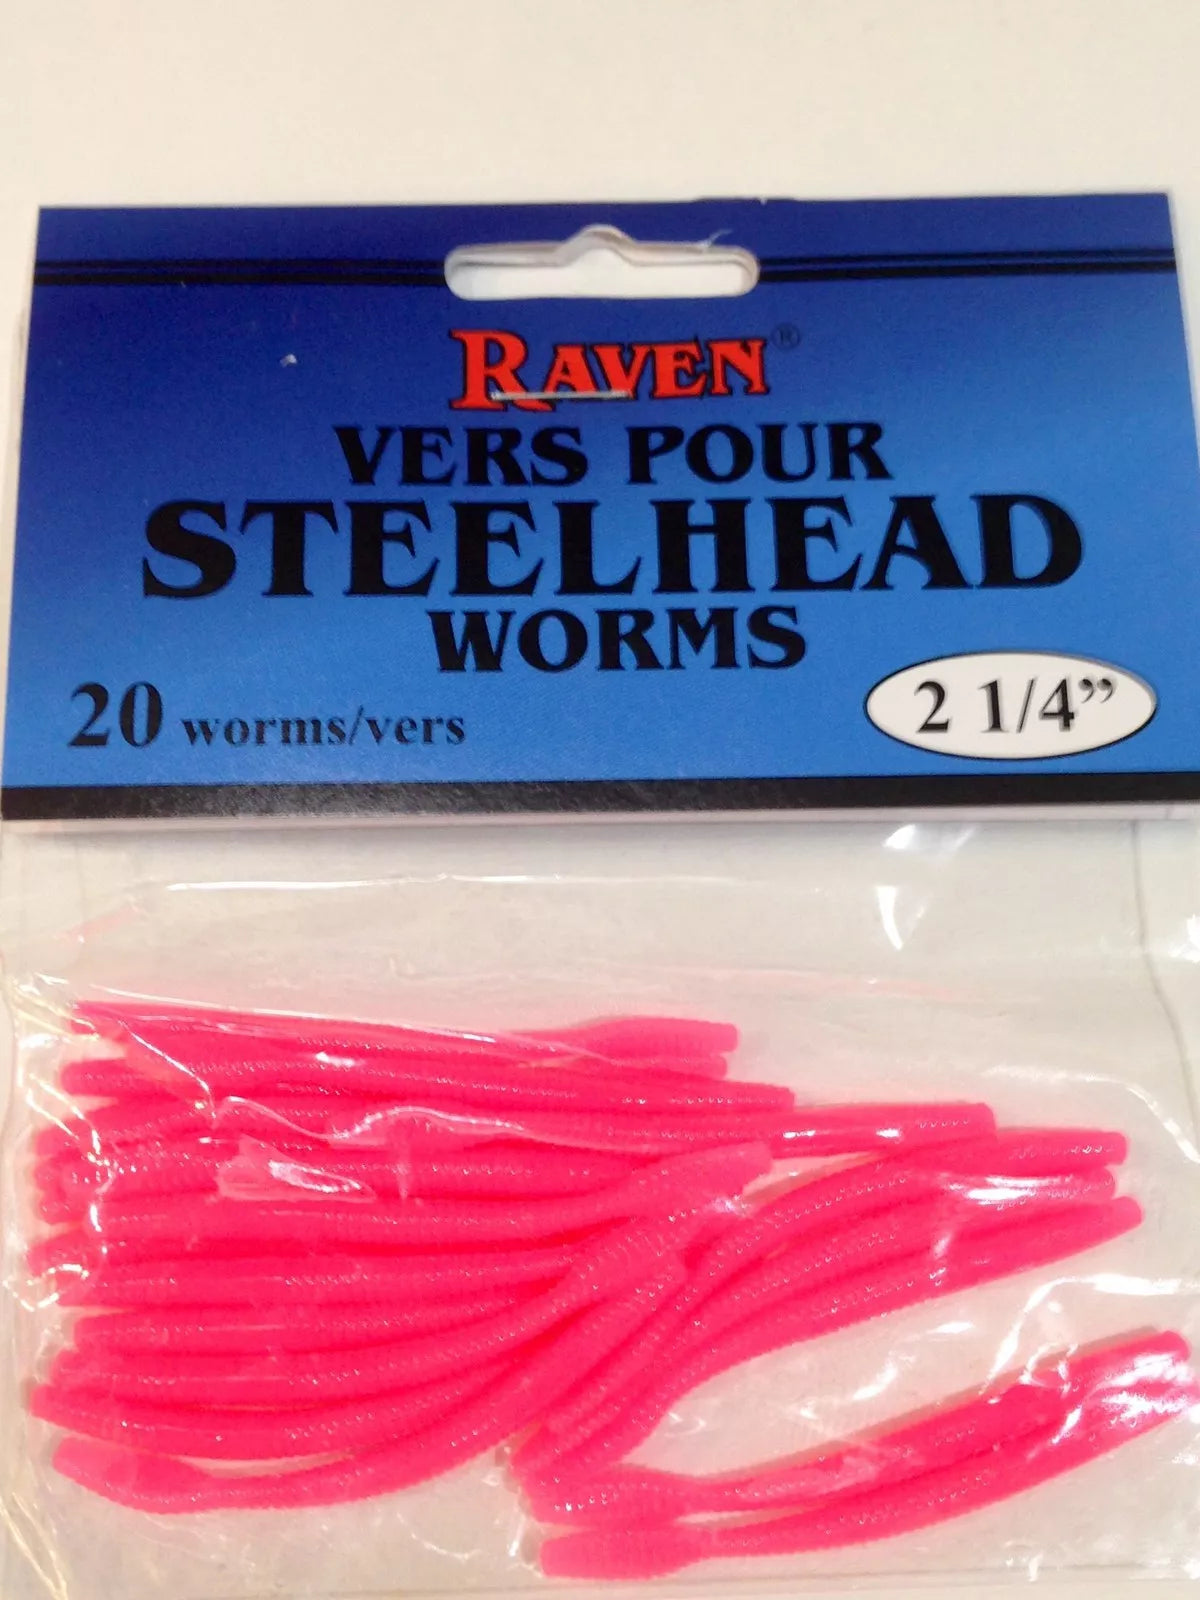 RAVEN®
VERS POUR
STEELHEAD
WORMS
20 worms/vers
2 1/4”